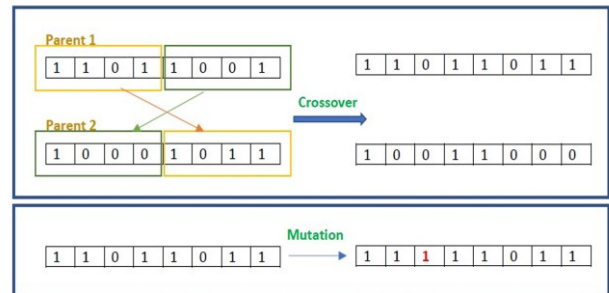 Parent 1
1 1 0 1 1 0 0 1
1 1 0 1 1 0 1 1
Crossover
Parent 2
1 0 0 0 1 0 1 1
1 0 0 1 1 0 0 0
Mutation
1 1 0 1 1 0 1 1
1 1 1 1 1 0 1 1